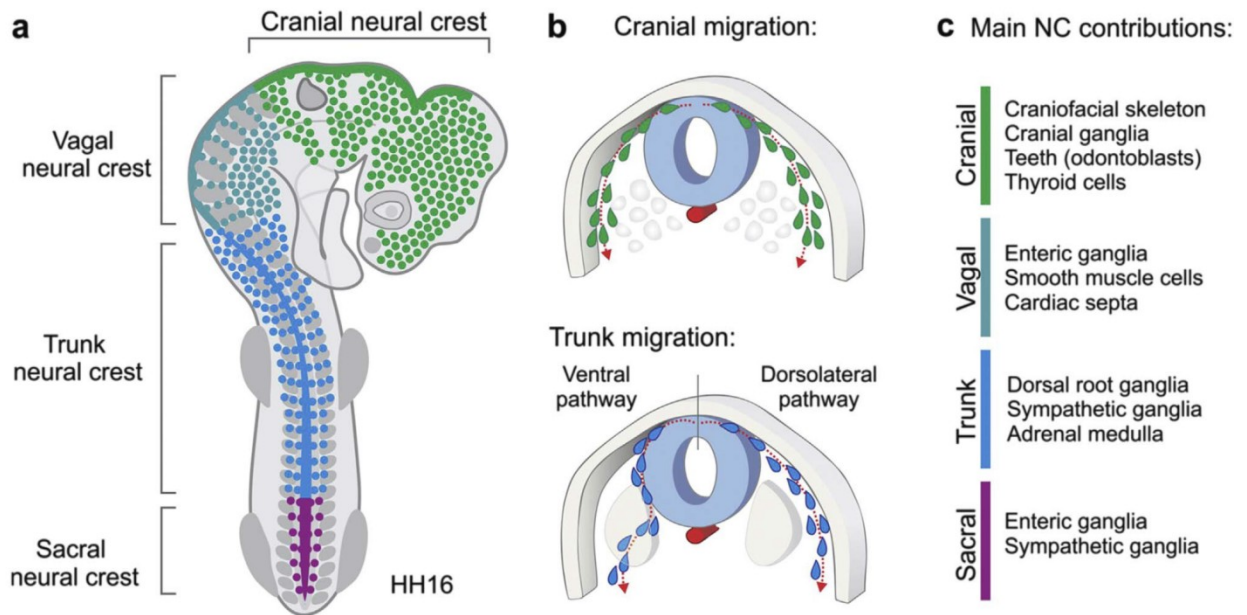 a
Cranial neural crest
Vagal
neural crest
Trunk
neural crest
Sacral
neural crest
HH16
b
Cranial migration:
Trunk migration:
Ventral
pathway
Dorsolateral
pathway
c Main NC contributions:
Cranial
Craniofacial skeleton
Cranial ganglia
Teeth (odontoblasts)
Thyroid cells
Vagal
Enteric ganglia
Smooth muscle cells
Cardiac septa
Trunk
Dorsal root ganglia
Sympathetic ganglia
Adrenal medulla
Sacral
Enteric ganglia
Sympathetic ganglia